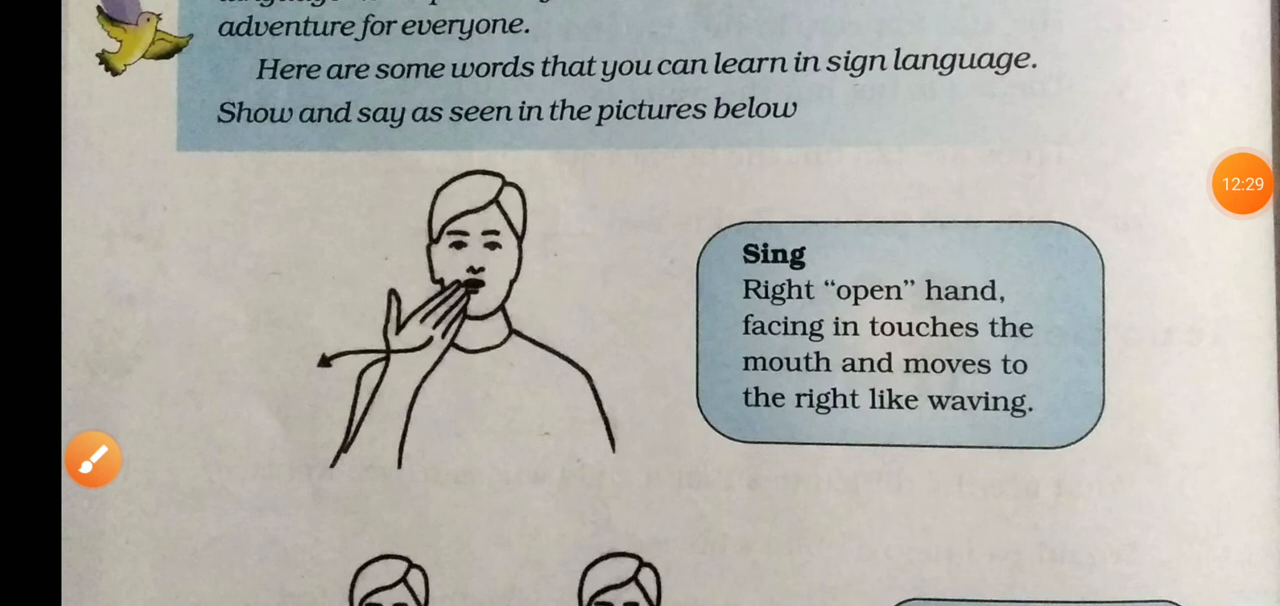 adventure for everyone.
Here are some words that you can learn in sign language.
Show and say as seen in the pictures below
Sing
Right “open” hand,
facing in touches the
mouth and moves to
the right like waving.
12:29